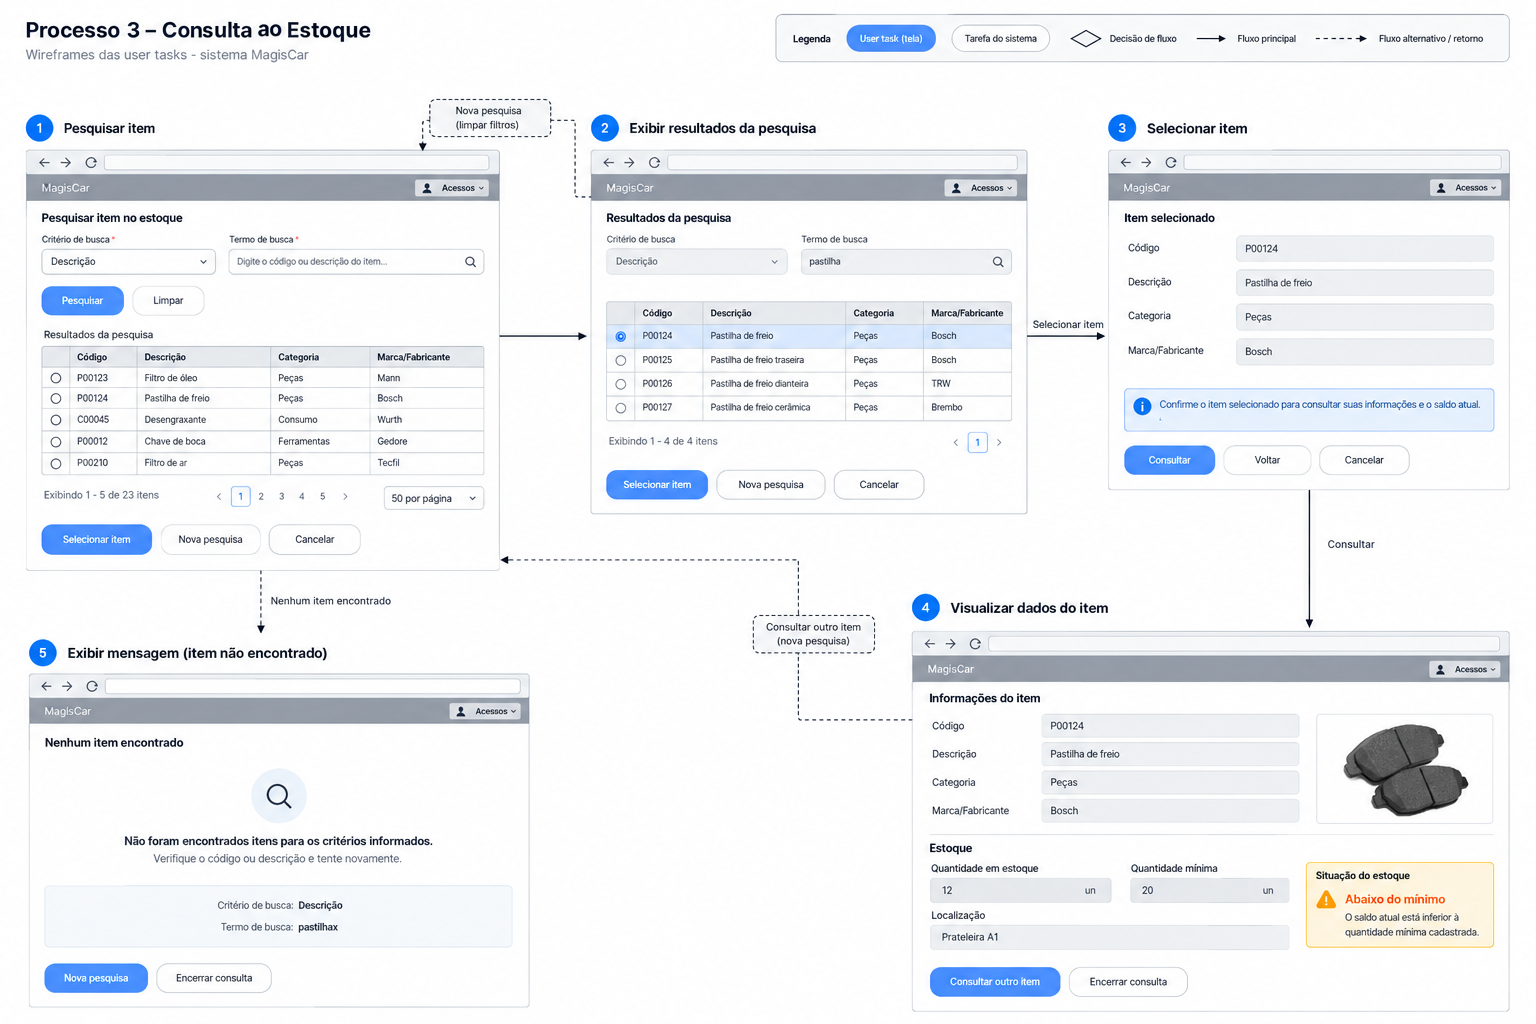 Processo 3 – Consulta ao Estoque
Wireframes das user tasks - sistema MagisCar
Legenda
User task (tela)
Tarefa do sistema
Decisão de fluxo
Fluxo principal
Fluxo alternativo / retorno
Nova pesquisa
(limpar filtros)
1 Pesquisar item
MagisCar
Acessos
Pesquisar item no estoque
Critério de busca *
Termo de busca *
Descrição
Digite o código ou descrição do item...
Pesquisar
Limpar
Resultados da pesquisa
Código Descrição Categoria Marca/Fabricante
P00123 Filtro de óleo Peças Mann
P00124 Pastilha de freio Peças Bosch
C00045 Desengraxante Consumo Wurth
P00012 Chave de boca Ferramentas Gedore
P00210 Filtro de ar Peças Tecfil
Exibindo 1 - 5 de 23 itens
1 2 3 4 5
50 por página
Selecionar item
Nova pesquisa
Cancelar
2 Exibir resultados da pesquisa
MagisCar
Acessos
Resultados da pesquisa
Critério de busca
Termo de busca
Descrição
pastilha
Código Descrição Categoria Marca/Fabricante
P00124 Pastilha de freio Peças Bosch
P00125 Pastilha de freio traseira Peças Bosch
P00126 Pastilha de freio dianteira Peças TRW
P00127 Pastilha de freio cerâmica Peças Brembo
Exibindo 1 - 4 de 4 itens
1
Selecionar item
Nova pesquisa
Cancelar
Selecionar item
3 Selecionar item
MagisCar
Acessos
Item selecionado
Código P00124
Descrição Pastilha de freio
Categoria Peças
Marca/Fabricante Bosch
Confirme o item selecionado para consultar suas informações e o saldo atual.
.
Consultar
Voltar
Cancelar
Consultar
Nenhum item encontrado
Consultar outro item
(nova pesquisa)
4 Visualizar dados do item
MagisCar
Acessos
Informações do item
Código P00124
Descrição Pastilha de freio
Categoria Peças
Marca/Fabricante Bosch
Estoque
Quantidade em estoque
Quantidade mínima
12 un
20 un
Localização
Prateleira A1
Situação do estoque
Abaixo do mínimo
O saldo atual está inferior à
quantidade mínima cadastrada.
Consultar outro item
Encerrar consulta
5 Exibir mensagem (item não encontrado)
MagisCar
Acessos
Nenhum item encontrado
Não foram encontrados itens para os critérios informados.
Verifique o código ou descrição e tente novamente.
Critério de busca: Descrição
Termo de busca: pastilhax
Nova pesquisa
Encerrar consulta